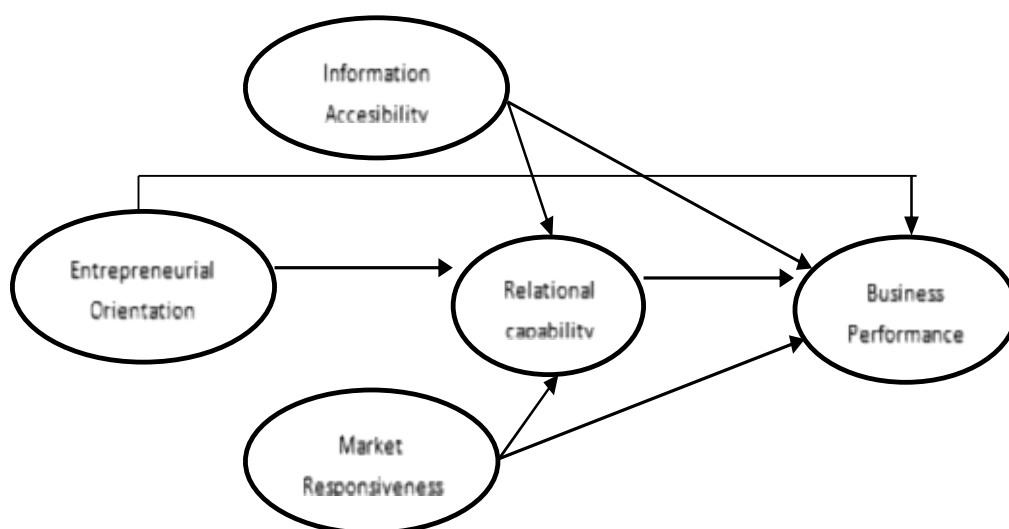 Information
Accesibility
Entrepreneurial
Orientation
Relational
capability
Business
Performance
Market
Responsiveness